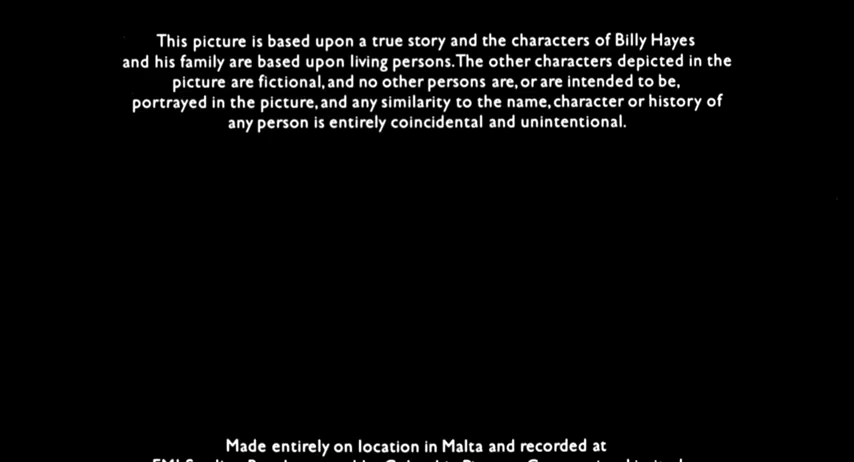 This picture is based upon a true story and the characters of Billy Hayes
and his family are based upon living persons.The other characters depicted in the
picture are fictional, and no other persons are, or are intended to be,
portrayed in the picture, and any similarity to the name, character or history of
any person is entirely coincidental and unintentional.
Made entirely on location in Malta and recorded at